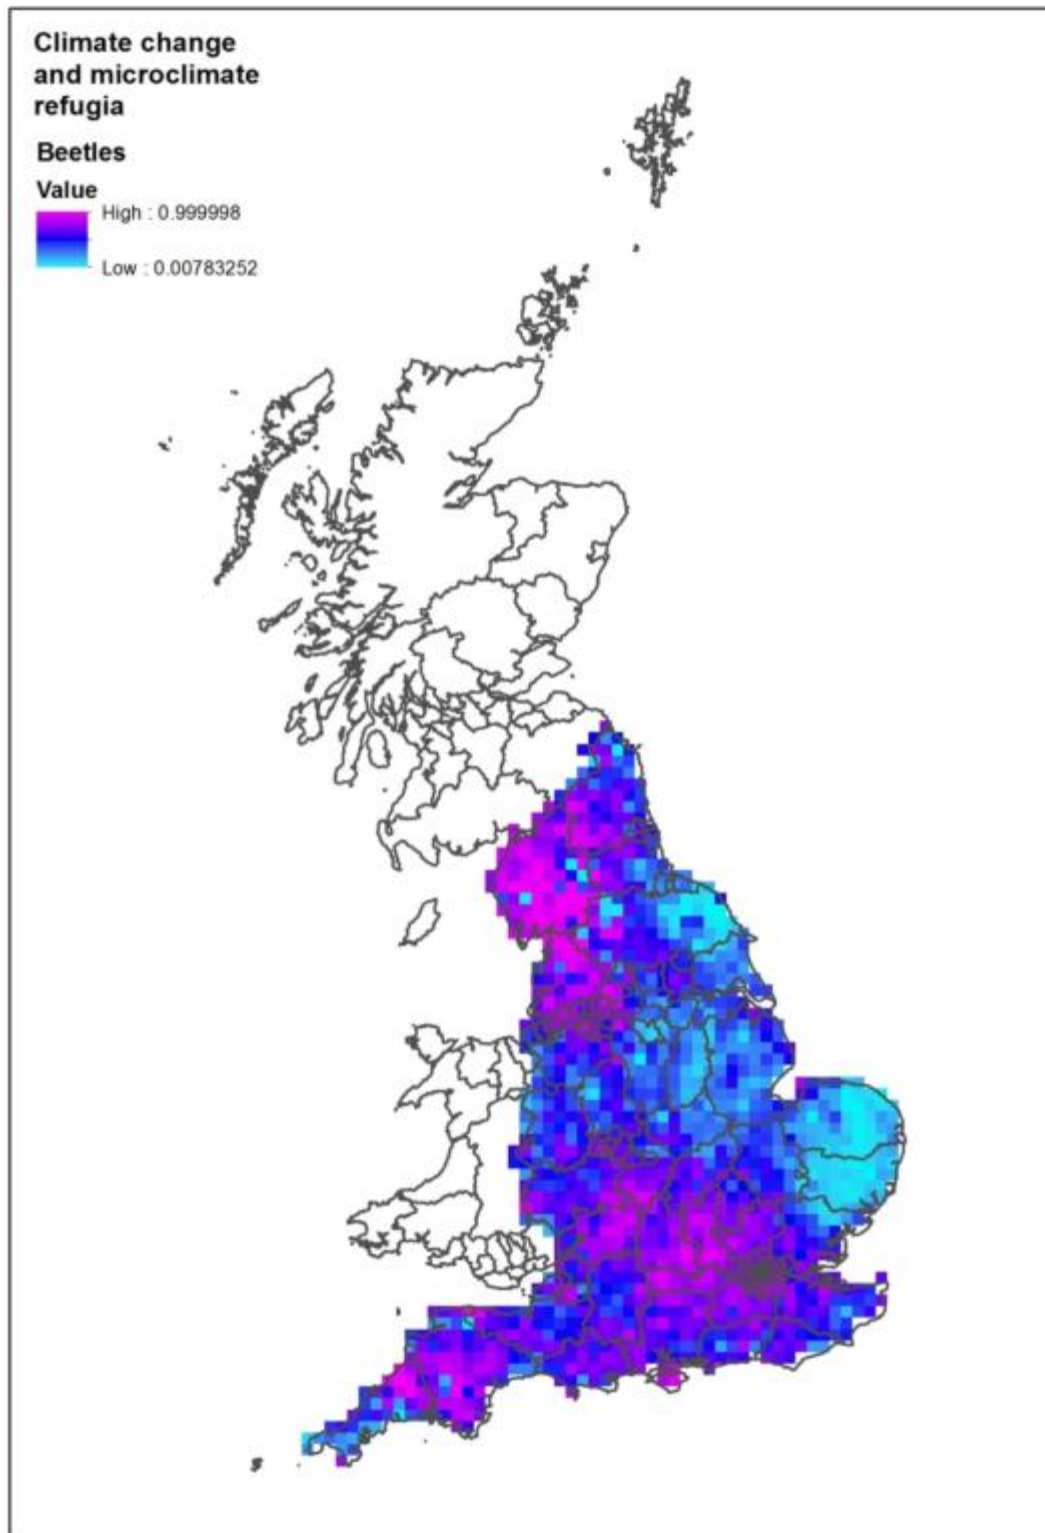 Climate change
and microclimate
refugia
Beetles
Value
High : 0.999998
Low : 0.00783252